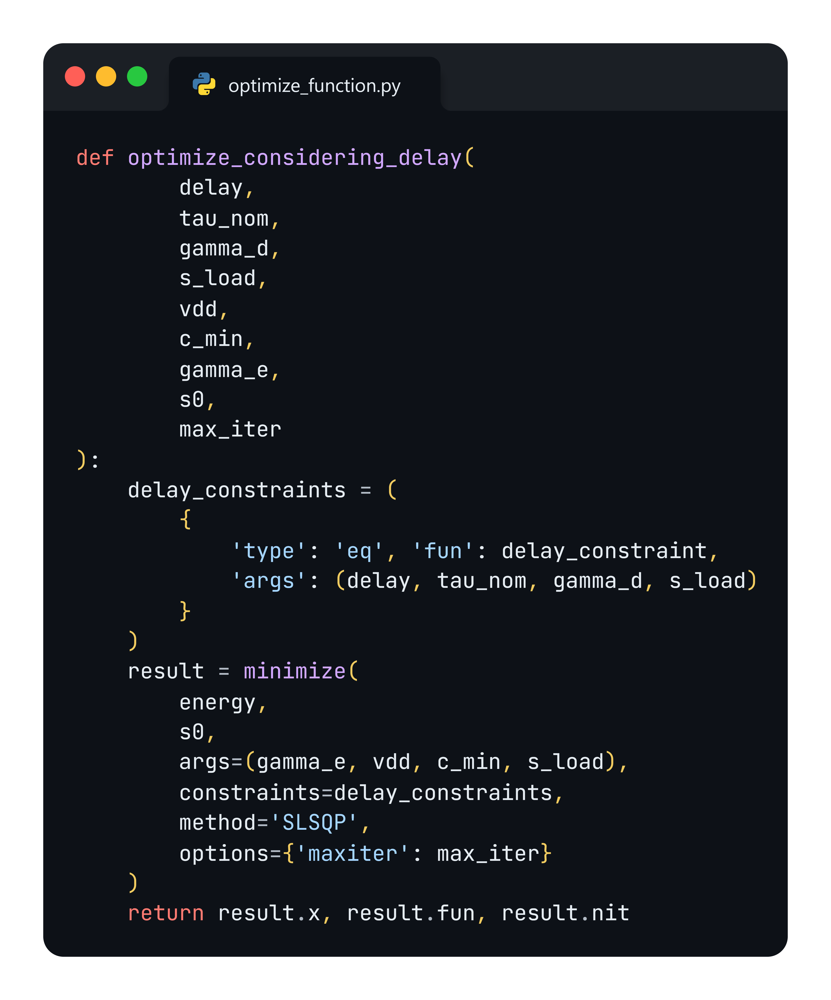 optimize_function.py
def optimize_considering_delay(
        delay,
        tau_nom,
        gamma_d,
        s_load,
        vdd,
        c_min,
        gamma_e,
        s0,
        max_iter
):
    delay_constraints = (
        {
            'type': 'eq', 'fun': delay_constraint,
            'args': (delay, tau_nom, gamma_d, s_load)
        }
    )
    result = minimize(
        energy,
        s0,
        args=(gamma_e, vdd, c_min, s_load),
        constraints=delay_constraints,
        method='SLSQP',
        options={'maxiter': max_iter}
    )
    return result.x, result.fun, result.nit